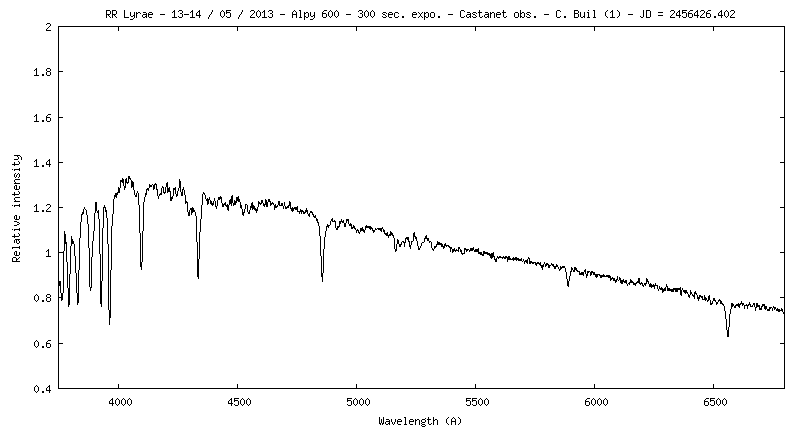 RR Lyrae - 13-14 / 05 / 2013 - Alpy 600 - 300 sec. expo. - Castanet obs. - C. Buil (1) - JD = 2456426.402
2
1.8
1.6
1.4
1.2
1
0.8
0.6
0.4
Relative intensity
4000 4500 5000 5500 6000 6500
Wavelength (A)